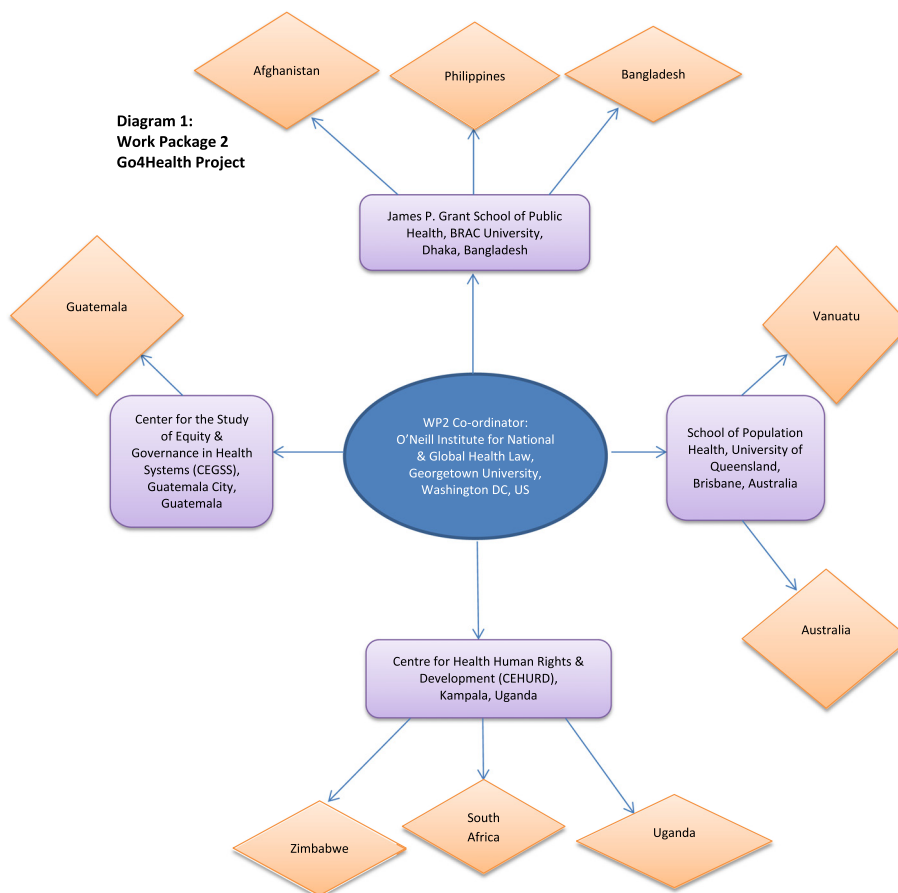 Afghanistan
Philippines
Bangladesh
Diagram 1:
Work Package 2
Go4Health Project
James P. Grant School of Public
Health, BRAC University,
Dhaka, Bangladesh
Guatemala
Vanuatu
Center for the Study
of Equity &
Governance in Health
Systems (CEGSS),
Guatemala City,
Guatemala
WP2 Co-ordinator:
O’Neill Institute for National
& Global Health Law,
Georgetown University,
Washington DC, US
School of Population
Health, University of
Queensland,
Brisbane, Australia
Australia
Centre for Health Human Rights &
Development (CEHURD),
Kampala, Uganda
Zimbabwe
South
Africa
Uganda